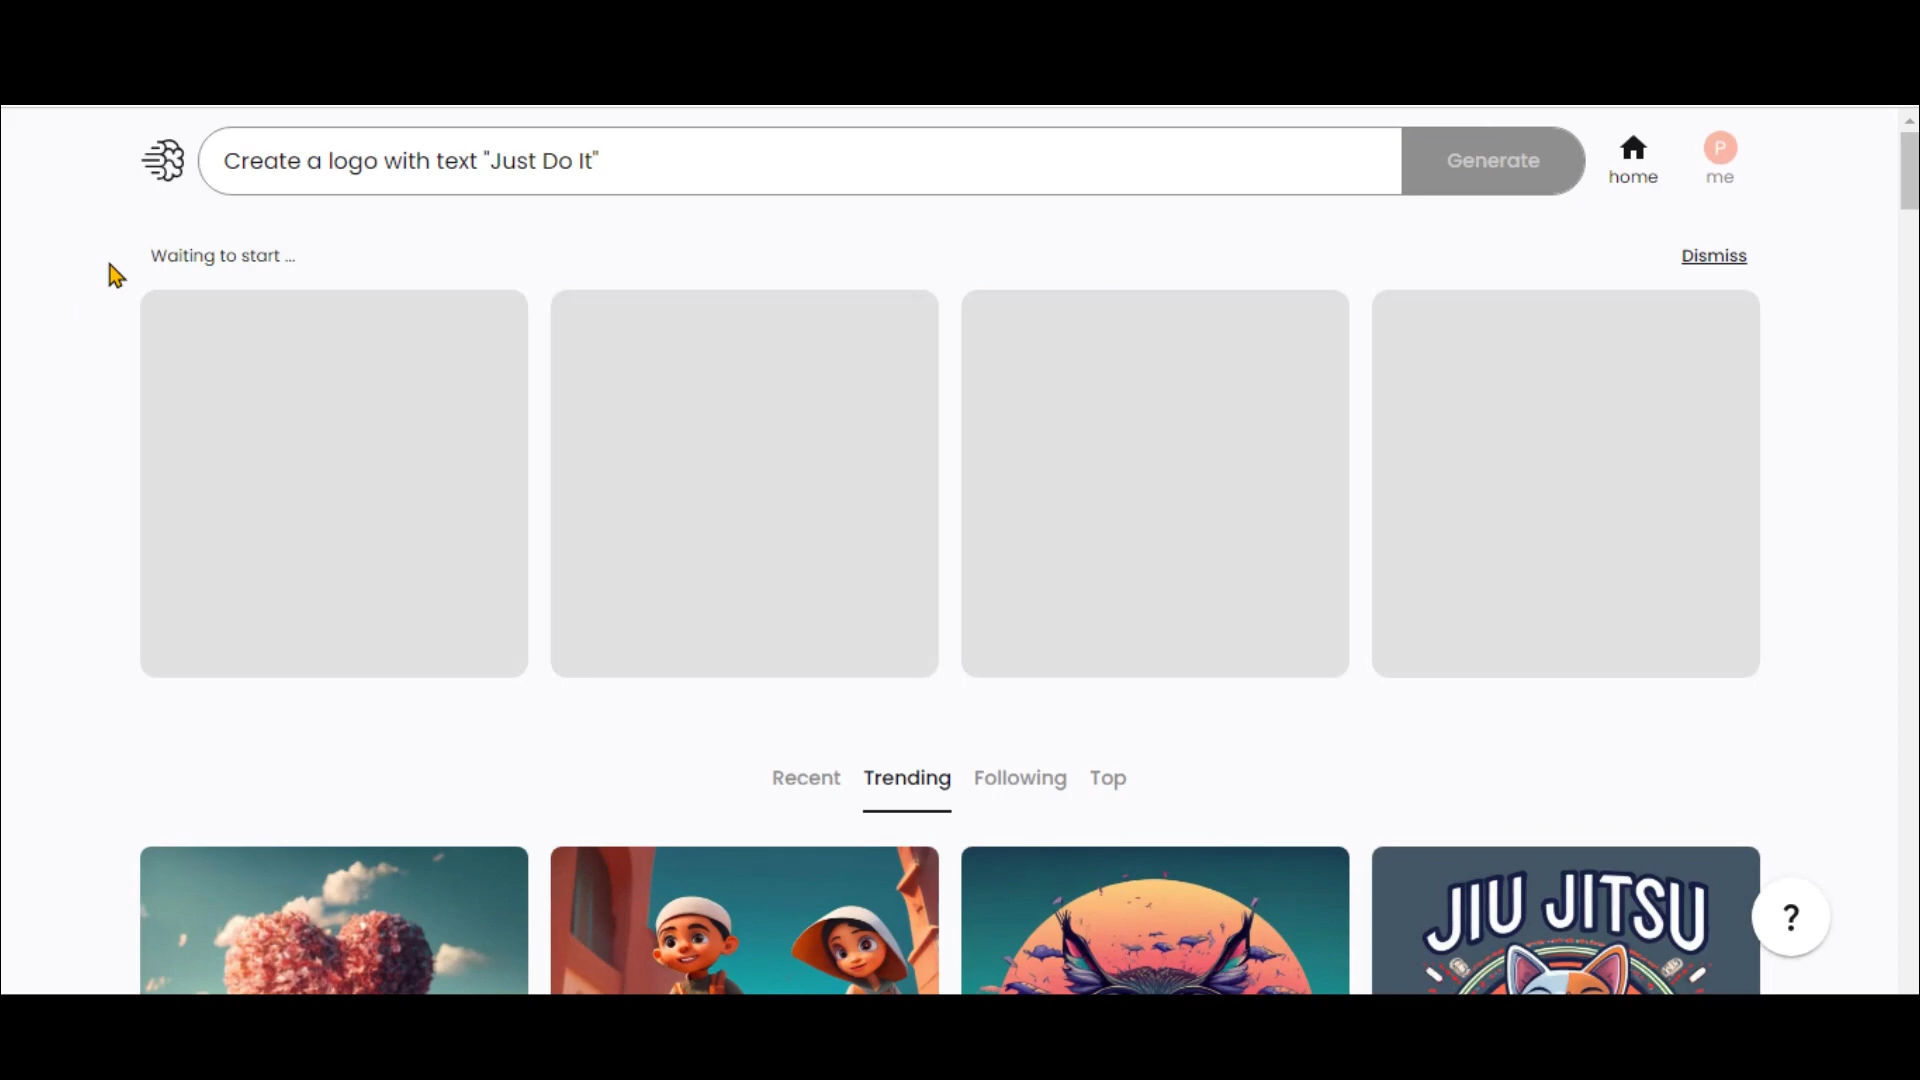 Create a logo with text "Just Do It"
Generate
home
P
me
Waiting to start ...
Dismiss
Recent Trending Following Top
JIU JITSU
?